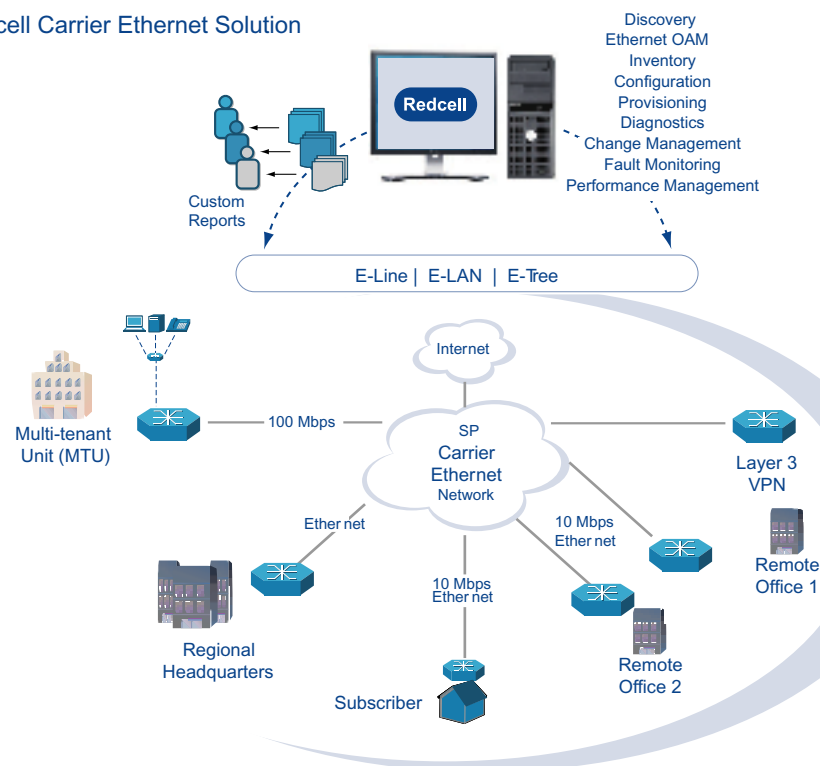 cell Carrier Ethernet Solution
Discovery
Ethernet OAM
Inventory
Configuration
Provisioning
Diagnostics
Change Management
Fault Monitoring
Performance Management
Redcell
Custom
Reports
E-Line | E-LAN | E-Tree
Internet
Multi-tenant
Unit (MTU)
100 Mbps
SP
Carrier
Ethernet
Network
Layer 3
VPN
Ether net
10 Mbps
Ether net
10 Mbps
Ether net
Remote
Office 1
Regional
Headquarters
Remote
Office 2
Subscriber